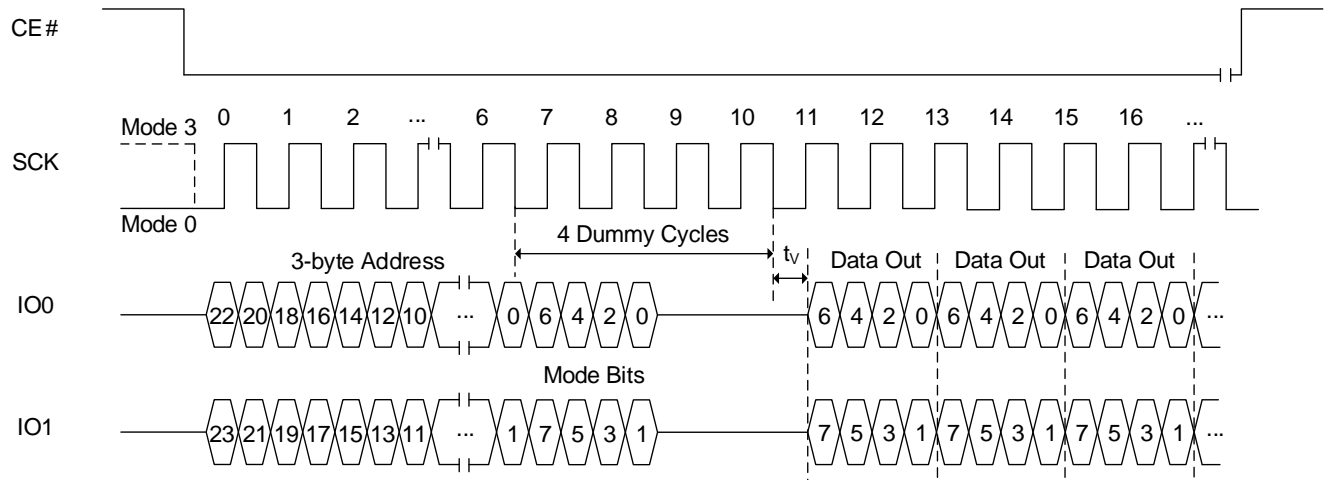 CE#
0 1 2 ... 6 7 8 9 10 11 12 13 14 15 16 ...
Mode 3
SCK
Mode 0
4 Dummy Cycles
3-byte Address
tV
Data Out Data Out Data Out
IO0
22 20 18 16 14 12 10 ... 0 6 4 2 0 6 4 2 0 6 4 2 0 6 4 2 0 ...
Mode Bits
IO1
23 21 19 17 15 13 11 ... 1 7 5 3 1 7 5 3 1 7 5 3 1 7 5 3 1 ...